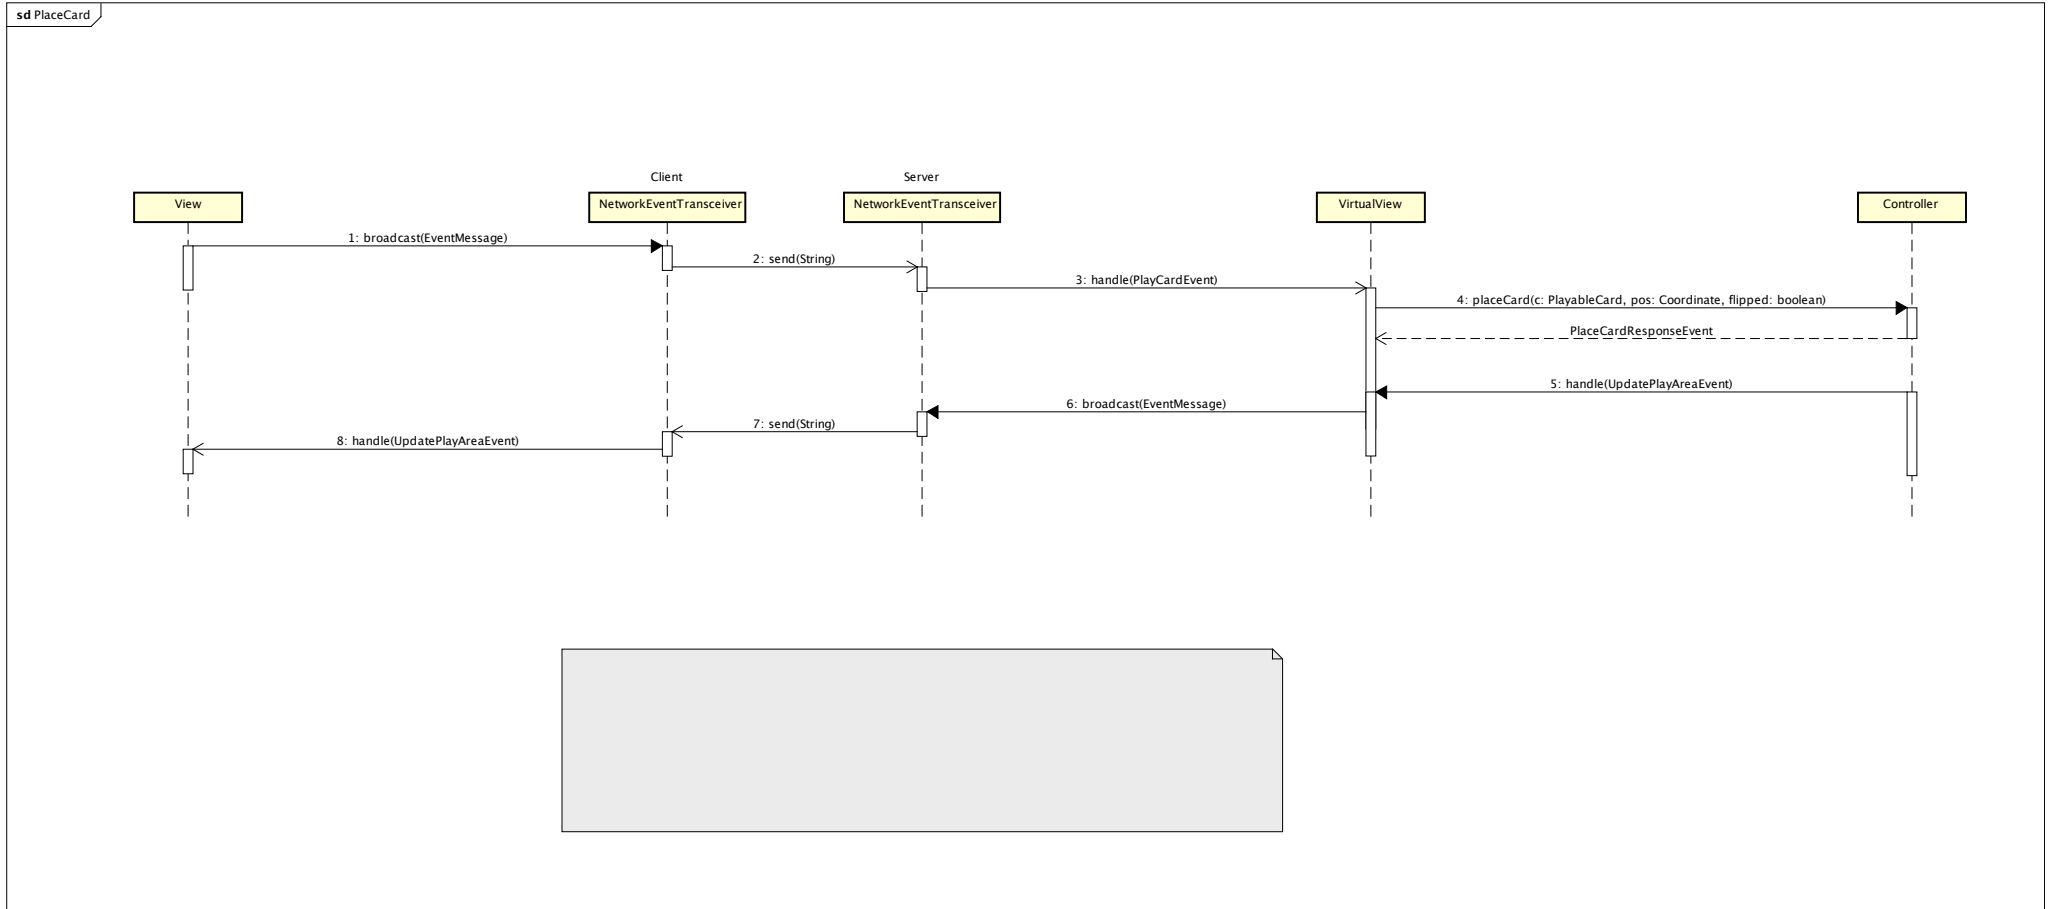 sd PlaceCard
Client
Server
View
NetworkEventTransceiver
NetworkEventTransceiver
VirtualView
Controller
1: broadcast(EventMessage)
2: send(String)
3: handle(PlayCardEvent)
4: placeCard(c: PlayableCard, pos: Coordinate, flipped: boolean)
PlaceCardResponseEvent
5: handle(UpdatePlayAreaEvent)
6: broadcast(EventMessage)
7: send(String)
8: handle(UpdatePlayAreaEvent)